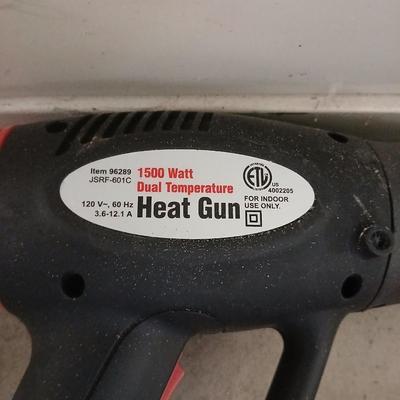 Item 96289
JSRF-601C
1500 Watt
Dual Temperature
120 V~, 60 Hz
3.6-12.1 A
Heat Gun
ETL
US
4002205
FOR INDOOR
USE ONLY.